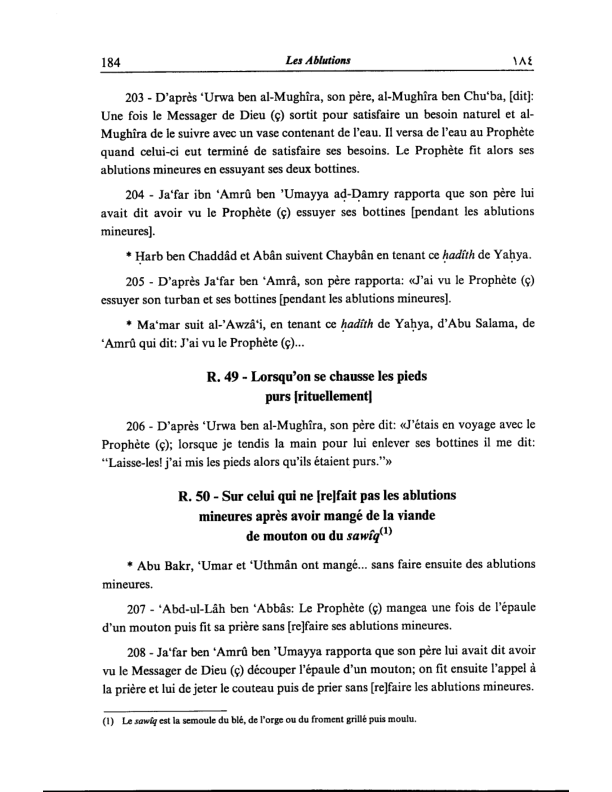 184 Les Ablutions ١٨٤
203 - D'après ‘Urwa ben al-Mughîra, son père, al-Mughîra ben Chu‘ba, [dit]:
Une fois le Messager de Dieu (ç) sortit pour satisfaire un besoin naturel et al-
Mughîra de le suivre avec un vase contenant de l'eau. Il versa de l'eau au Prophète
quand celui-ci eut terminé de satisfaire ses besoins. Le Prophète fit alors ses
ablutions mineures en essuyant ses deux bottines.
204 - Ja‘far ibn ‘Amrû ben ’Umayya aḍ-Ḍamry rapporta que son père lui
avait dit avoir vu le Prophète (ç) essuyer ses bottines [pendant les ablutions
mineures].
* Ḥarb ben Chaddâd et Abân suivent Chaybân en tenant ce ḥadîth de Yaḥya.
205 - D'après Ja‘far ben ‘Amrâ, son père rapporta: «J'ai vu le Prophète (ç)
essuyer son turban et ses bottines [pendant les ablutions mineures].
* Ma‘mar suit al-’Awzâ‘i, en tenant ce ḥadîth de Yaḥya, d'Abu Salama, de
‘Amrû qui dit: J'ai vu le Prophète (ç)...
R. 49 - Lorsqu'on se chausse les pieds
purs [rituellement]
206 - D'après ‘Urwa ben al-Mughîra, son père dit: «J'étais en voyage avec le
Prophète (ç); lorsque je tendis la main pour lui enlever ses bottines il me dit:
“Laisse-les! j'ai mis les pieds alors qu'ils étaient purs.”»
R. 50 - Sur celui qui ne [re]fait pas les ablutions
mineures après avoir mangé de la viande
de mouton ou du sawîq(1)
* Abu Bakr, ‘Umar et ‘Uthmân ont mangé... sans faire ensuite des ablutions
mineures.
207 - ‘Abd-ul-Lâh ben ‘Abbâs: Le Prophète (ç) mangea une fois de l'épaule
d'un mouton puis fit sa prière sans [re]faire ses ablutions mineures.
208 - Ja‘far ben ‘Amrû ben ’Umayya rapporta que son père lui avait dit avoir
vu le Messager de Dieu (ç) découper l'épaule d'un mouton; on fit ensuite l'appel à
la prière et lui de jeter le couteau puis de prier sans [re]faire les ablutions mineures.
(1) Le sawîq est la semoule du blé, de l'orge ou du froment grillé puis moulu.